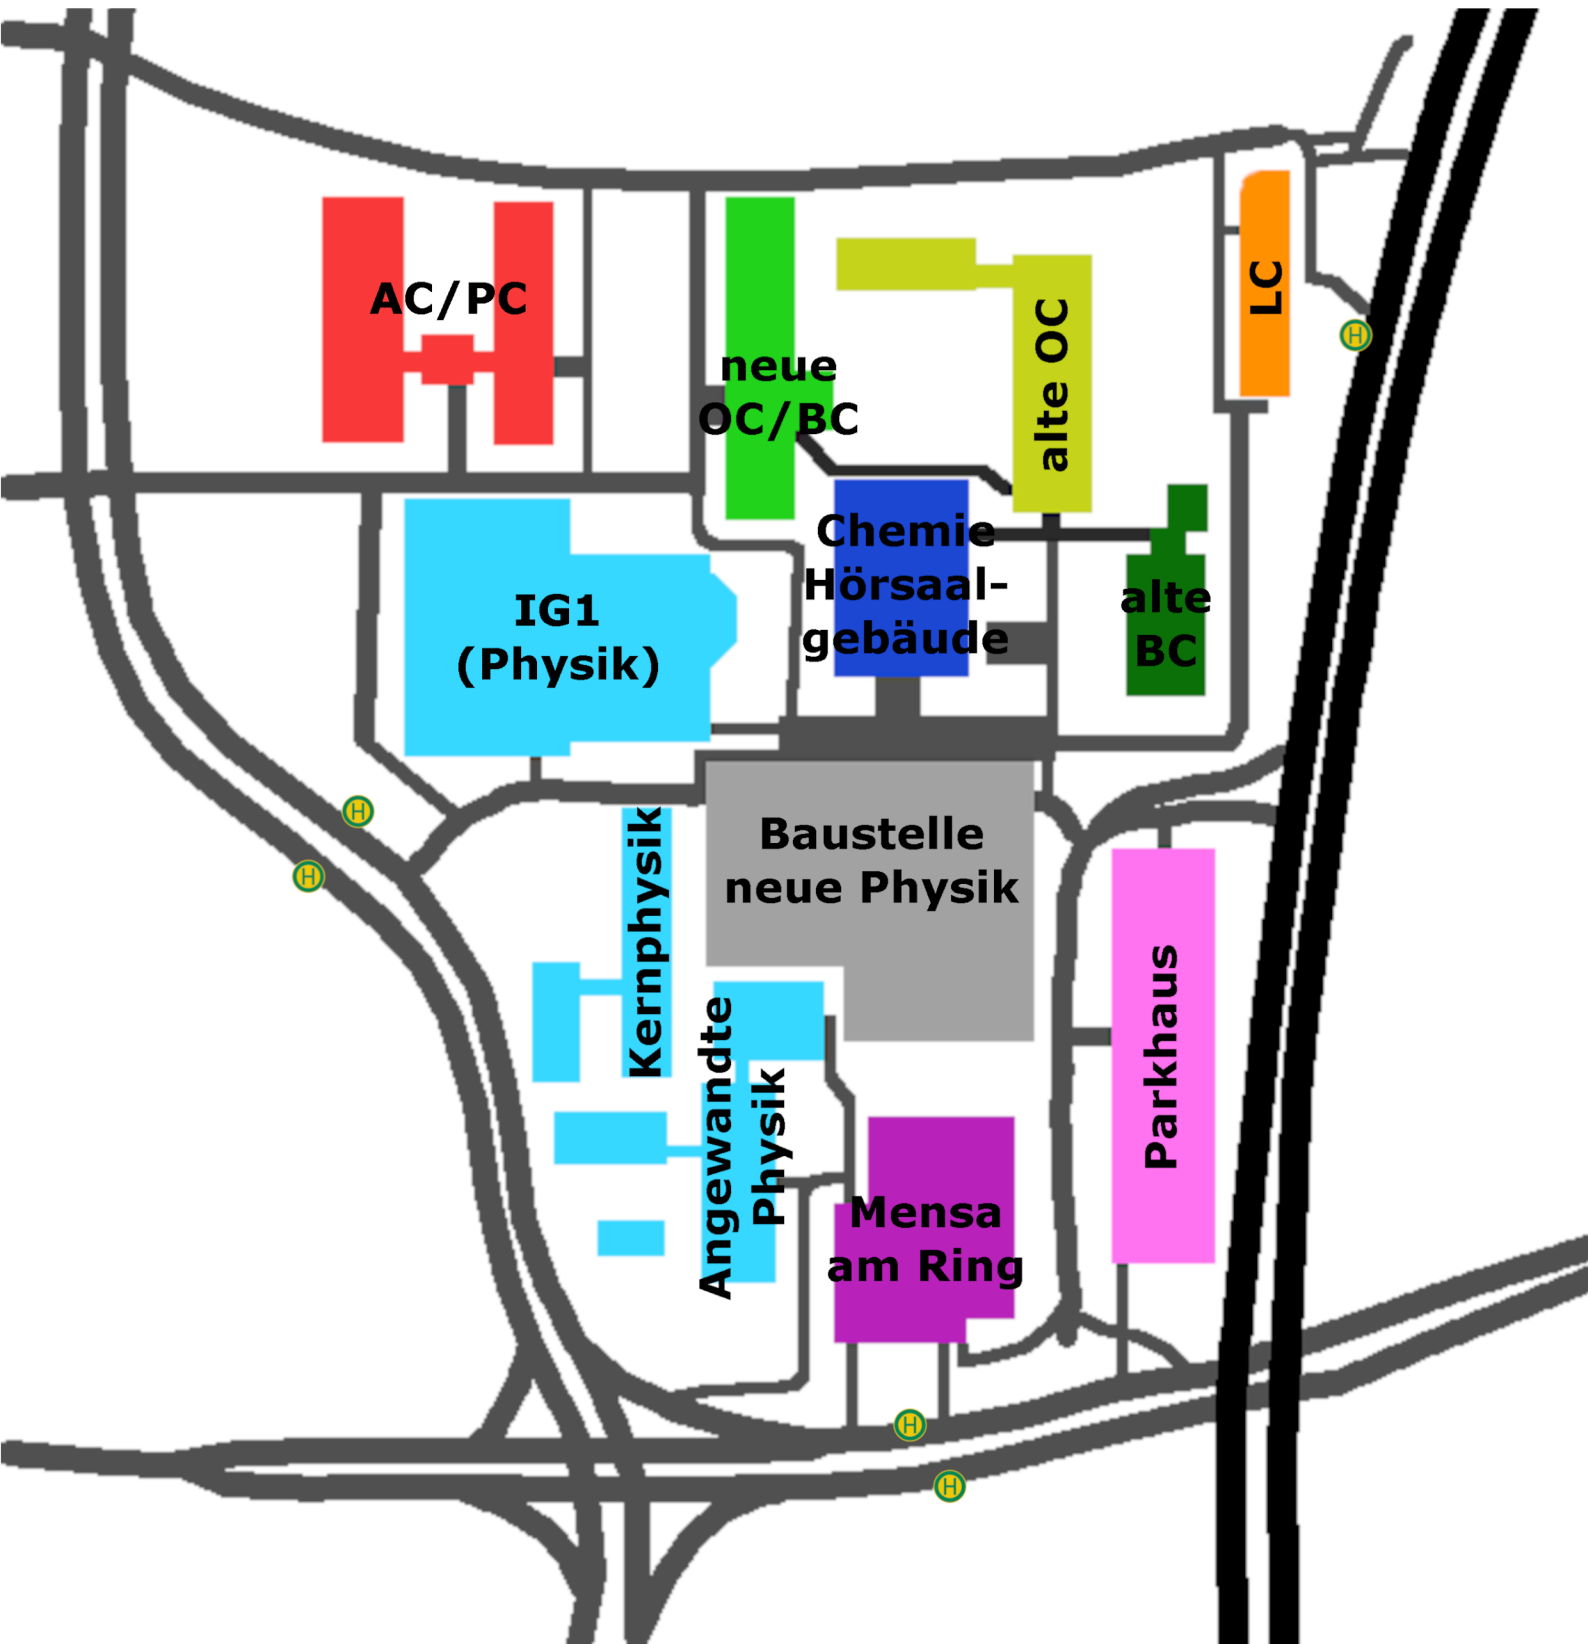 AC/PC
neue
OC/BC
alte OC
LC
H
Chemie
Hörsaal-
gebäude
alte
BC
IG1
(Physik)
H
H
Baustelle
neue Physik
Kernphysik
Angewandte
Physik
Parkhaus
Mensa
am Ring
H
H